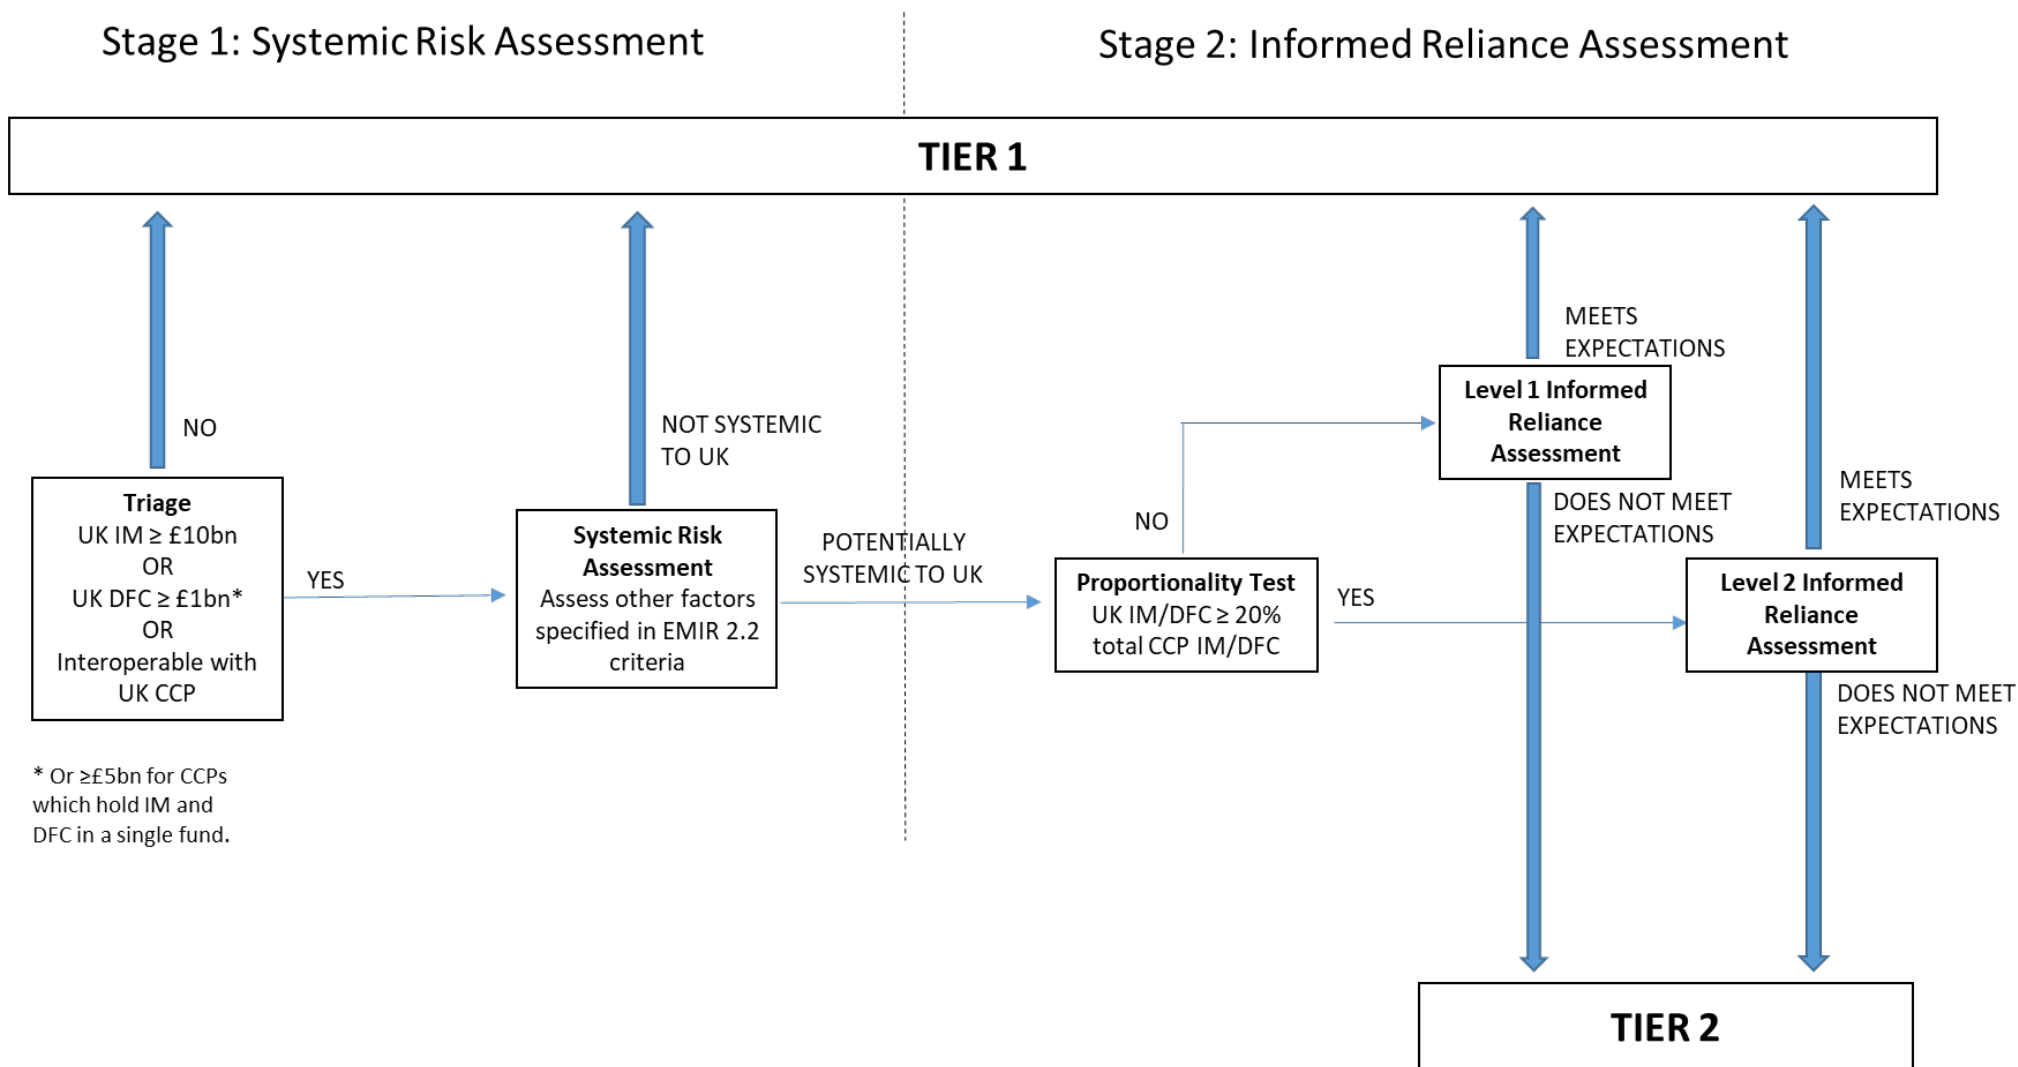 Stage 1: Systemic Risk Assessment
Stage 2: Informed Reliance Assessment
TIER 1
NO
Triage
UK IM ≥ £10bn
OR
UK DFC ≥ £1bn*
OR
Interoperable with
UK CCP
* Or ≥£5bn for CCPs
which hold IM and
DFC in a single fund.
YES
NOT SYSTEMIC
TO UK
Systemic Risk
Assessment
Assess other factors
specified in EMIR 2.2
criteria
POTENTIALLY
SYSTEMIC TO UK
Proportionality Test
UK IM/DFC ≥ 20%
total CCP IM/DFC
NO
YES
MEETS
EXPECTATIONS
Level 1 Informed
Reliance
Assessment
DOES NOT MEET
EXPECTATIONS
MEETS
EXPECTATIONS
Level 2 Informed
Reliance
Assessment
DOES NOT MEET
EXPECTATIONS
TIER 2